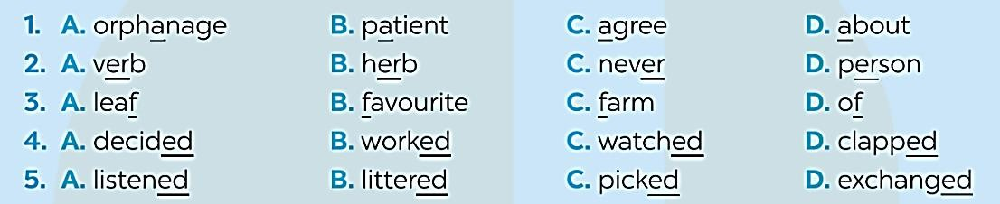 1. A. orphanage B. patient C. agree D. about
2. A. verb B. herb C. never D. person
3. A. leaf B. favourite C. farm D. of
4. A. decided B. worked C. watched D. clapped
5. A. listened B. littered C. picked D. exchanged